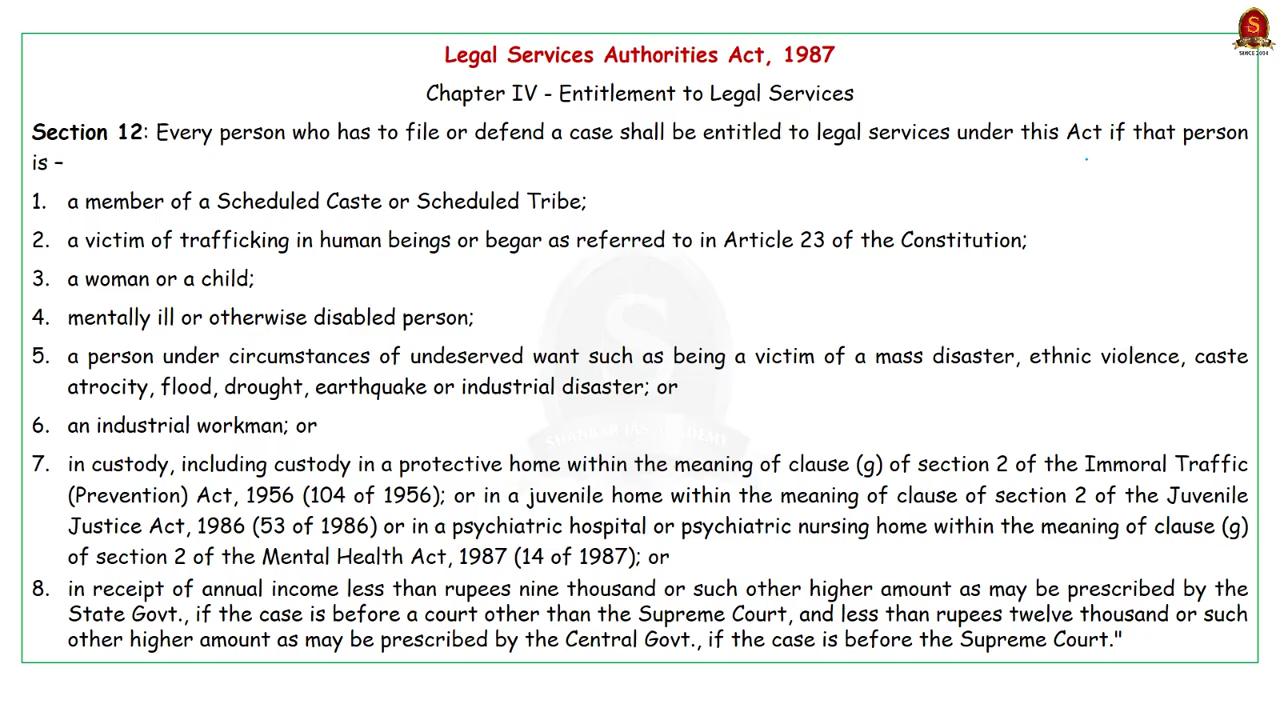 S
SINCE 2004
Legal Services Authorities Act, 1987
Chapter IV - Entitlement to Legal Services
Section 12: Every person who has to file or defend a case shall be entitled to legal services under this Act if that person
is –
1. a member of a Scheduled Caste or Scheduled Tribe;
2. a victim of trafficking in human beings or begar as referred to in Article 23 of the Constitution;
3. a woman or a child;
4. mentally ill or otherwise disabled person;
5. a person under circumstances of undeserved want such as being a victim of a mass disaster, ethnic violence, caste
atrocity, flood, drought, earthquake or industrial disaster; or
6. an industrial workman; or
7. in custody, including custody in a protective home within the meaning of clause (g) of section 2 of the Immoral Traffic
(Prevention) Act, 1956 (104 of 1956); or in a juvenile home within the meaning of clause of section 2 of the Juvenile
Justice Act, 1986 (53 of 1986) or in a psychiatric hospital or psychiatric nursing home within the meaning of clause (g)
of section 2 of the Mental Health Act, 1987 (14 of 1987); or
8. in receipt of annual income less than rupees nine thousand or such other higher amount as may be prescribed by the
State Govt., if the case is before a court other than the Supreme Court, and less than rupees twelve thousand or such
other higher amount as may be prescribed by the Central Govt., if the case is before the Supreme Court."
S
SHANKAR IAS ACADEMY